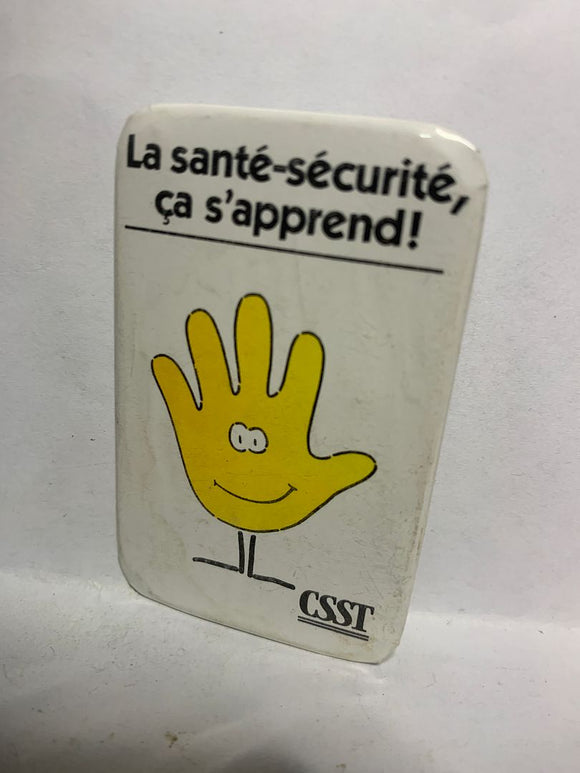 La santé-sécurité,
ça s'apprend!
CSST